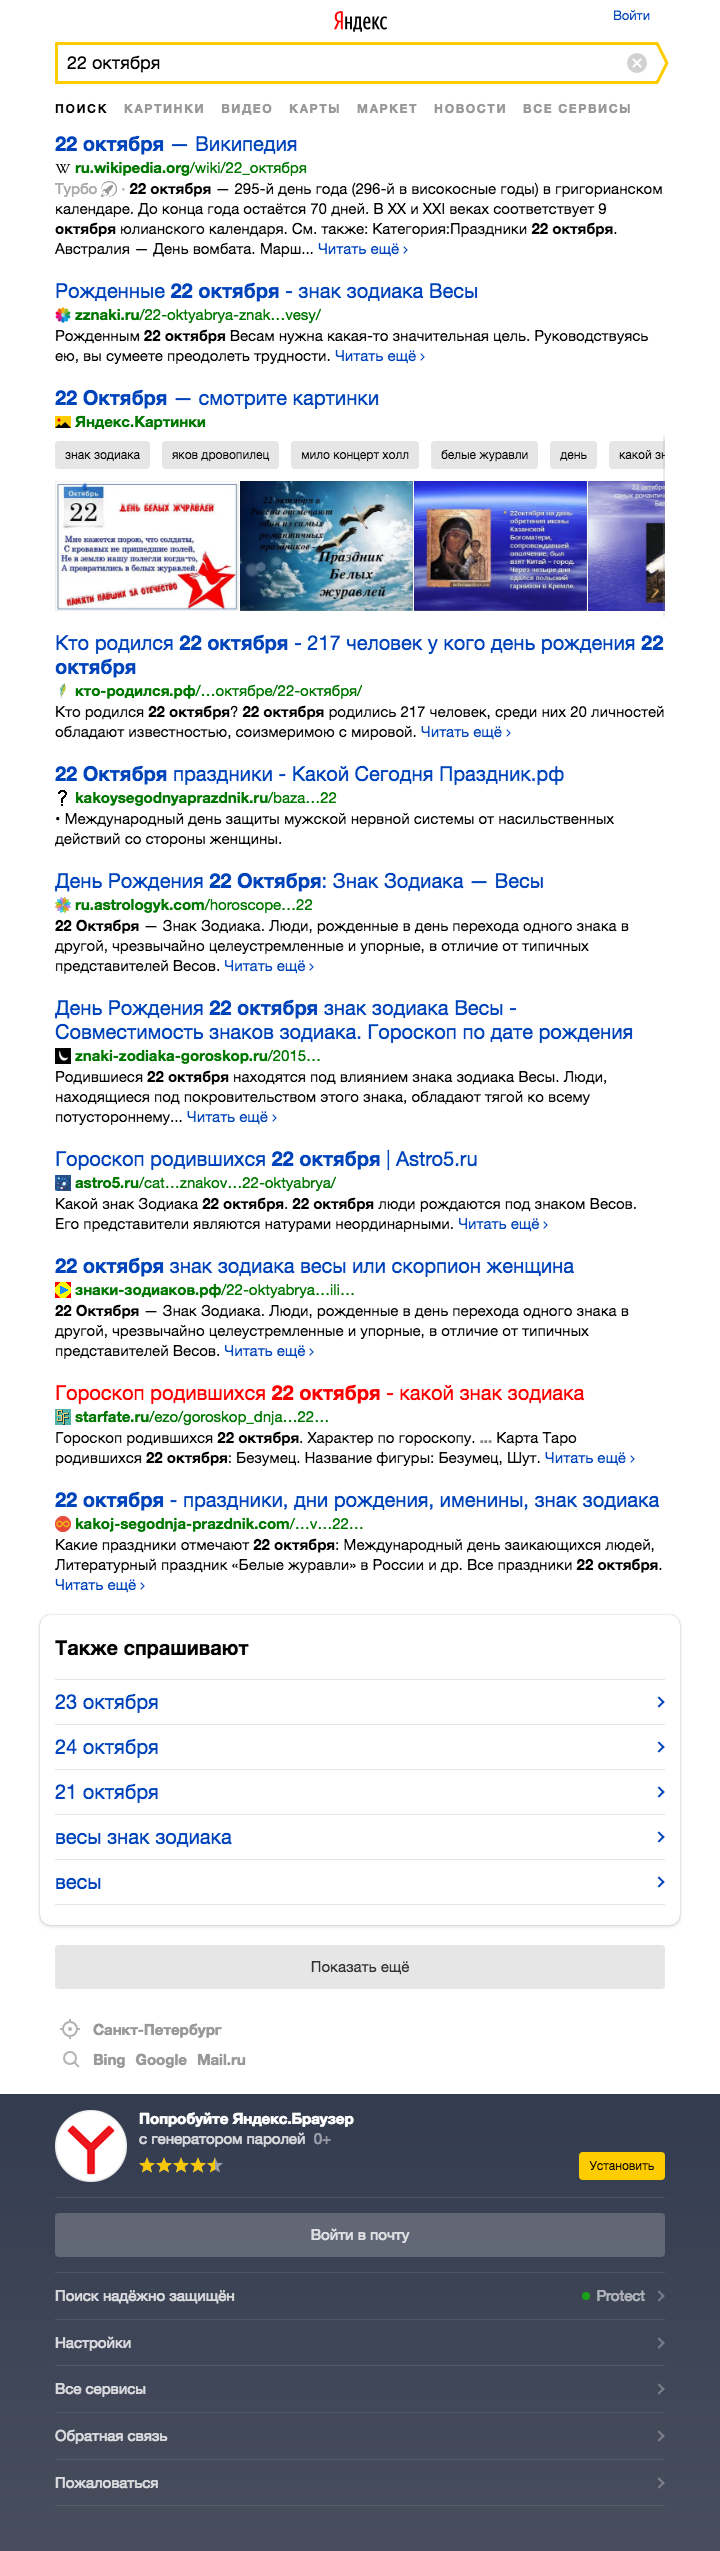 Яндекс
Войти
22 октября
ПОИСК КАРТИНКИ ВИДЕО КАРТЫ МАРКЕТ НОВОСТИ ВСЕ СЕРВИСЫ
22 октября — Википедия
W ru.wikipedia.org/wiki/22_октября
Турбо · 22 октября — 295-й день года (296-й в високосные годы) в григорианском
календаре. До конца года остаётся 70 дней. В XX и XXI веках соответствует 9
октября юлианского календаря. См. также: Категория:Праздники 22 октября.
Австралия — День вомбата. Марш... Читать ещё ›
Рожденные 22 октября - знак зодиака Весы
zznaki.ru/22-oktyabrya-znak…vesy/
Рожденным 22 октября Весам нужна какая-то значительная цель. Руководствуясь
ею, вы сумеете преодолеть трудности. Читать ещё ›
22 Октября — смотрите картинки
Яндекс.Картинки
знак зодиака яков дровопилец мило концерт холл белые журавли день какой зн
Октябрь
22
ДЕНЬ БЕЛЫХ ЖУРАВЛЕЙ
Мне кажется порою, что солдаты,
С кровавых не пришедшие полей,
Не в землю нашу полегли когда-то,
А превратились в белых журавлей.
ПАМЯТИ ПАВШИХ ЗА ОТЕЧЕСТВО
22 октября в
России отмечают
один из самых
романтичных
праздников -
Праздник
Белых
журавлей
22октября на день
обретения иконы
Казанской
Богоматери,
сопровождавшей
ополчение, был
взят Китай – город.
Через четыре дня
сдался польский
гарнизон в Кремле.
22 октября
Кто родился 22 октября - 217 человек у кого день рождения 22
октября
кто-родился.рф/…октябре/22-октября/
Кто родился 22 октября? 22 октября родились 217 человек, среди них 20 личностей
обладают известностью, соизмеримою с мировой. Читать ещё ›
22 Октября праздники - Какой Сегодня Праздник.рф
? kakoysegodnyaprazdnik.ru/baza…22
• Международный день защиты мужской нервной системы от насильственных
действий со стороны женщины.
День Рождения 22 Октября: Знак Зодиака — Весы
ru.astrologyk.com/horoscope…22
22 Октября — Знак Зодиака. Люди, рожденные в день перехода одного знака в
другой, чрезвычайно целеустремленные и упорные, в отличие от типичных
представителей Весов. Читать ещё ›
День Рождения 22 октября знак зодиака Весы -
Совместимость знаков зодиака. Гороскоп по дате рождения
znaki-zodiaka-goroskop.ru/2015…
Родившиеся 22 октября находятся под влиянием знака зодиака Весы. Люди,
находящиеся под покровительством этого знака, обладают тягой ко всему
потустороннему... Читать ещё ›
Гороскоп родившихся 22 октября | Astro5.ru
astro5.ru/cat…znakov…22-oktyabrya/
Какой знак Зодиака 22 октября. 22 октября люди рождаются под знаком Весов.
Его представители являются натурами неординарными. Читать ещё ›
22 октября знак зодиака весы или скорпион женщина
знаки-зодиаков.рф/22-oktyabrya…ili…
22 Октября — Знак Зодиака. Люди, рожденные в день перехода одного знака в
другой, чрезвычайно целеустремленные и упорные, в отличие от типичных
представителей Весов. Читать ещё ›
Гороскоп родившихся 22 октября - какой знак зодиака
starfate.ru/ezo/goroskop_dnja…22…
Гороскоп родившихся 22 октября. Характер по гороскопу. ... Карта Таро
родившихся 22 октября: Безумец. Название фигуры: Безумец, Шут. Читать ещё ›
22 октября - праздники, дни рождения, именины, знак зодиака
kakoj-segodnja-prazdnik.com/…v…22…
Какие праздники отмечают 22 октября: Международный день заикающихся людей,
Литературный праздник «Белые журавли» в России и др. Все праздники 22 октября.
Читать ещё ›
Также спрашивают
23 октября
24 октября
21 октября
весы знак зодиака
весы
Показать ещё
Санкт-Петербург
Bing Google Mail.ru
Попробуйте Яндекс.Браузер
с генератором паролей 0+
Установить
Войти в почту
Поиск надёжно защищён Protect
Настройки
Все сервисы
Обратная связь
Пожаловаться